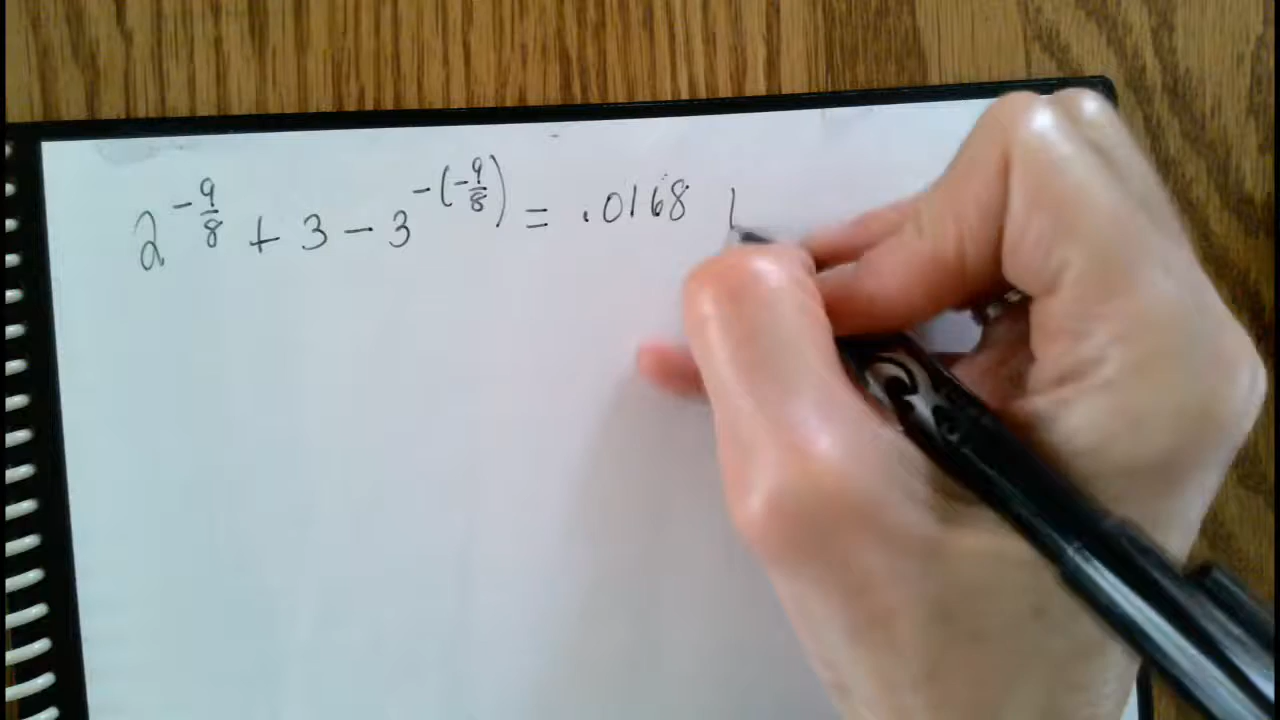 2^{-9/8} + 3 - 3^{-(-9/8)} = .0168